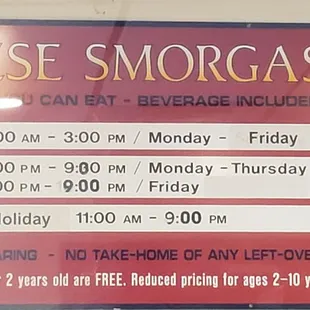 ESE SMORGAS
OU CAN EAT - BEVERAGE INCLUDE
00 AM - 3:00 PM / Monday - Friday
00 PM - 9:00 PM / Monday - Thursday
00 PM - 9:00 PM / Friday
Holiday 11:00 AM - 9:00 PM
ARING - NO TAKE-HOME OF ANY LEFT-OVE
r 2 years old are FREE. Reduced pricing for ages 2-10 y